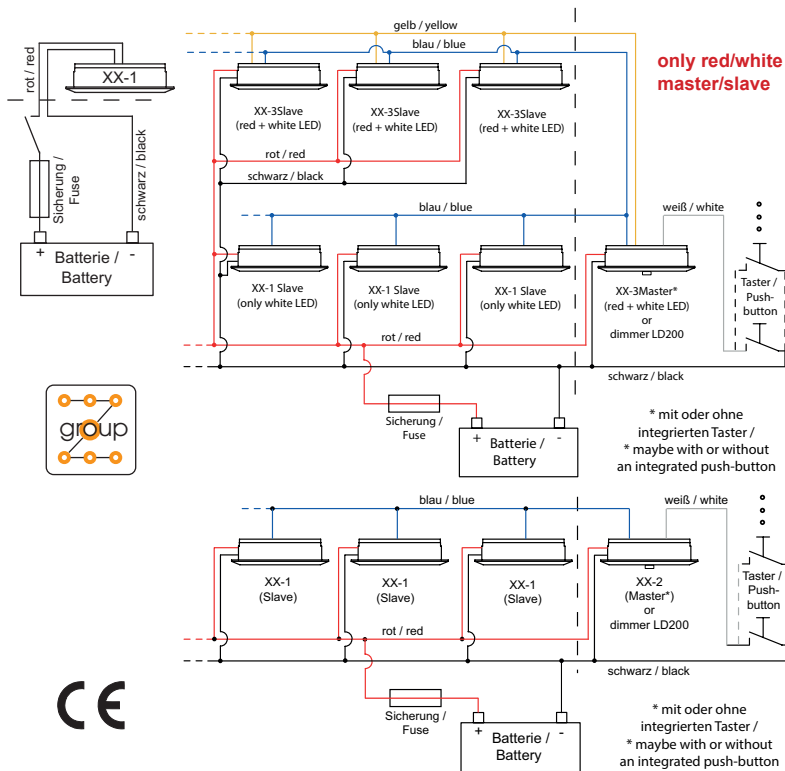 rot / red
XX-1
Sicherung /
Fuse
schwarz / black
+
-
Batterie /
Battery
gelb / yellow
blau / blue
only red/white
master/slave
XX-3Slave
(red + white LED)
XX-3Slave
(red + white LED)
XX-3Slave
(red + white LED)
rot / red
schwarz / black
blau / blue
weiß / white
XX-1 Slave
(only white LED)
XX-1 Slave
(only white LED)
XX-1 Slave
(only white LED)
XX-3Master*
(red + white LED)
or
dimmer LD200
Taster /
Push-
button
rot / red
schwarz / black
Sicherung /
Fuse
+
-
Batterie /
Battery
* mit oder ohne
integrierten Taster /
* maybe with or without
an integrated push-button
group
blau / blue
weiß / white
XX-1
(Slave)
XX-1
(Slave)
XX-1
(Slave)
XX-2
(Master*)
or
dimmer LD200
Taster /
Push-
button
rot / red
schwarz / black
Sicherung /
Fuse
+
-
Batterie /
Battery
* mit oder ohne
integrierten Taster /
* maybe with or without
an integrated push-button
CE